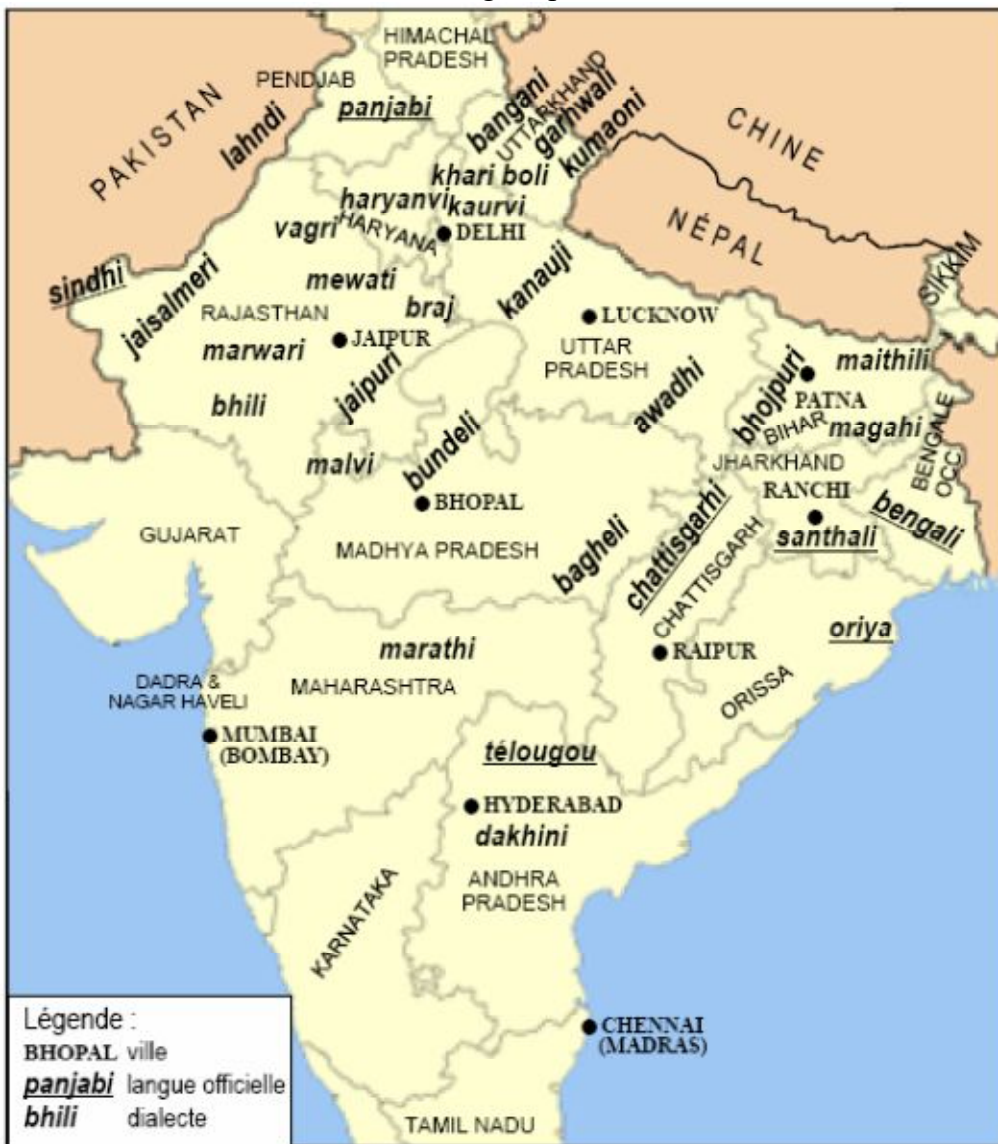 HIMACHAL
PRADESH
PENDJAB
panjabi
PAKISTAN
lahndi
bangani
UTTARKHAND
garhwali
kumaoni
CHINE
khari boli
haryanvi
kaurvi
HARYANA
vagri
DELHI
NÉPAL
SIKKIM
sindhi
jaisalmeri
mewati
kanauji
RAJASTHAN
braj
LUCKNOW
marwari
JAIPUR
UTTAR
PRADESH
maithili
jaipuri
awadhi
bhojpuri
PATNA
BIHAR
magahi
BENGALE
OCC.
bhili
malvi
bundeli
JHARKHAND
RANCHI
bengali
BHOPAL
santhali
GUJARAT
MADHYA PRADESH
bagheli
chattisgarhi
CHATTISGARH
oriya
marathi
RAIPUR
DADRA &
NAGAR HAVELI
MAHARASHTRA
ORISSA
MUMBAI
(BOMBAY)
télougou
HYDERABAD
dakhini
KARNATAKA
ANDHRA
PRADESH
CHENNAI
(MADRAS)
TAMIL NADU
Légende :
BHOPAL ville
panjabi langue officielle
bhili dialecte